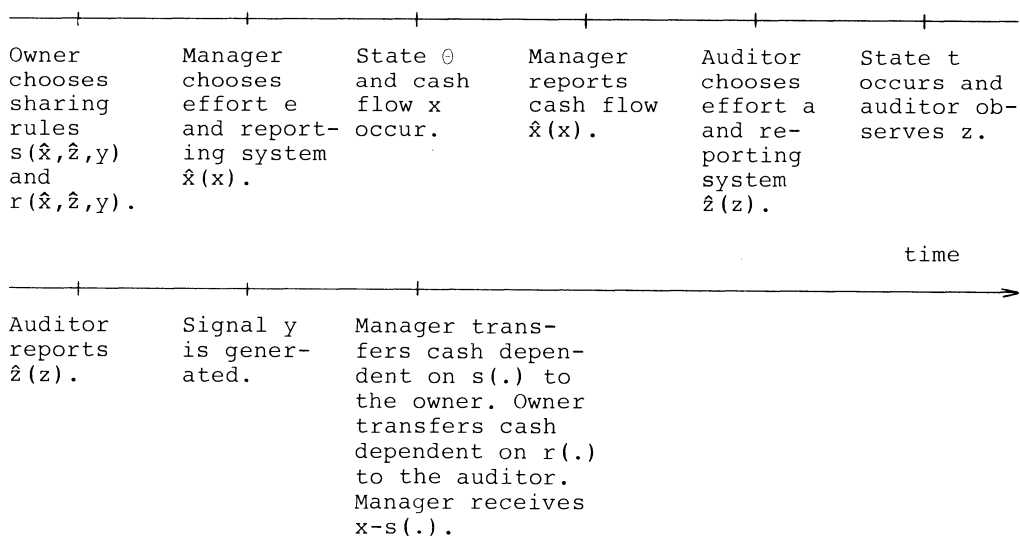 Owner
chooses
sharing
rules
s(x̂,ẑ,y)
and
r(x̂,ẑ,y).
Manager
chooses
effort e
and report-
ing system
x̂(x).
State θ
and cash
flow x
occur.
Manager
reports
cash flow
x̂(x).
Auditor
chooses
effort a
and re-
porting
system
ẑ(z).
State t
occurs and
auditor ob-
serves z.
time
Auditor
reports
ẑ(z).
Signal y
is gener-
ated.
Manager trans-
fers cash depen-
dent on s(.) to
the owner. Owner
transfers cash
dependent on r(.)
to the auditor.
Manager receives
x-s(.).